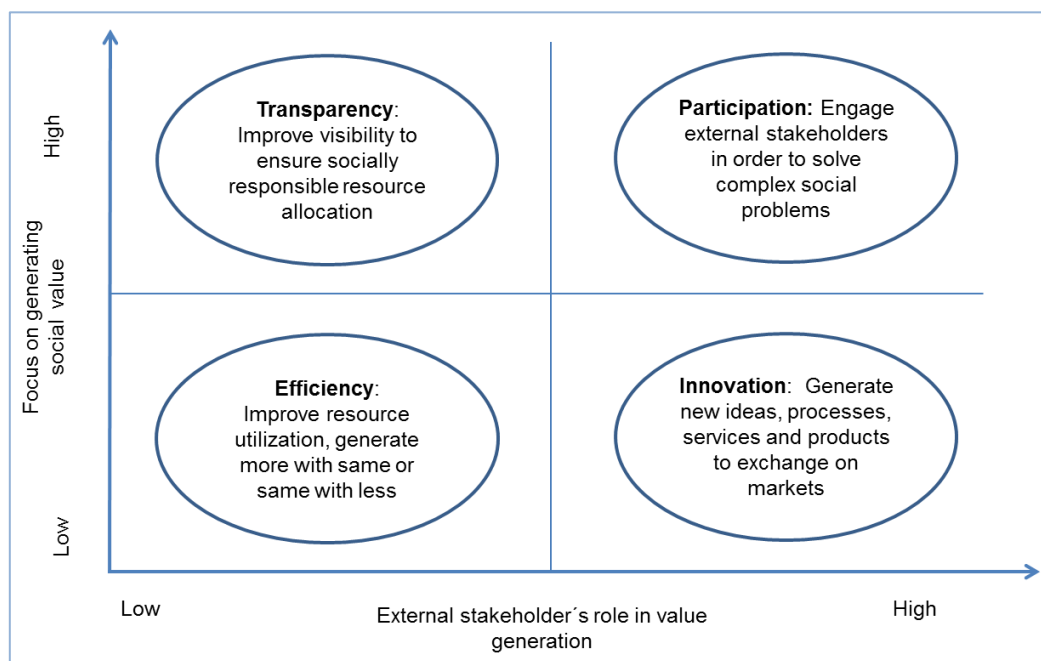 Transparency:
Improve visibility to
ensure socially
responsible resource
allocation
Participation: Engage
external stakeholders
in order to solve
complex social
problems
High
Focus on generating
social value
Efficiency:
Improve resource
utilization, generate
more with same or
same with less
Innovation: Generate
new ideas, processes,
services and products
to exchange on
markets
Low
Low
External stakeholder´s role in value
generation
High